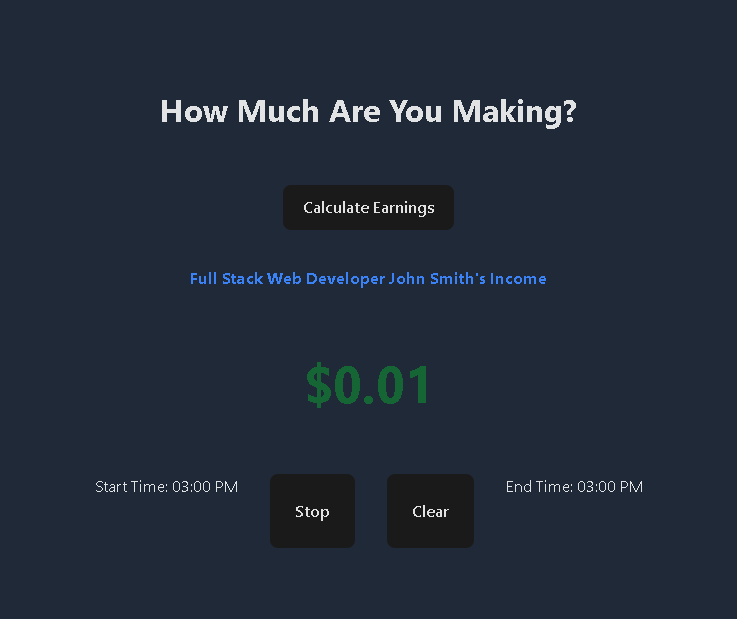 How Much Are You Making?
Calculate Earnings
Full Stack Web Developer John Smith's Income
$0.01
Start Time: 03:00 PM
Stop
Clear
End Time: 03:00 PM